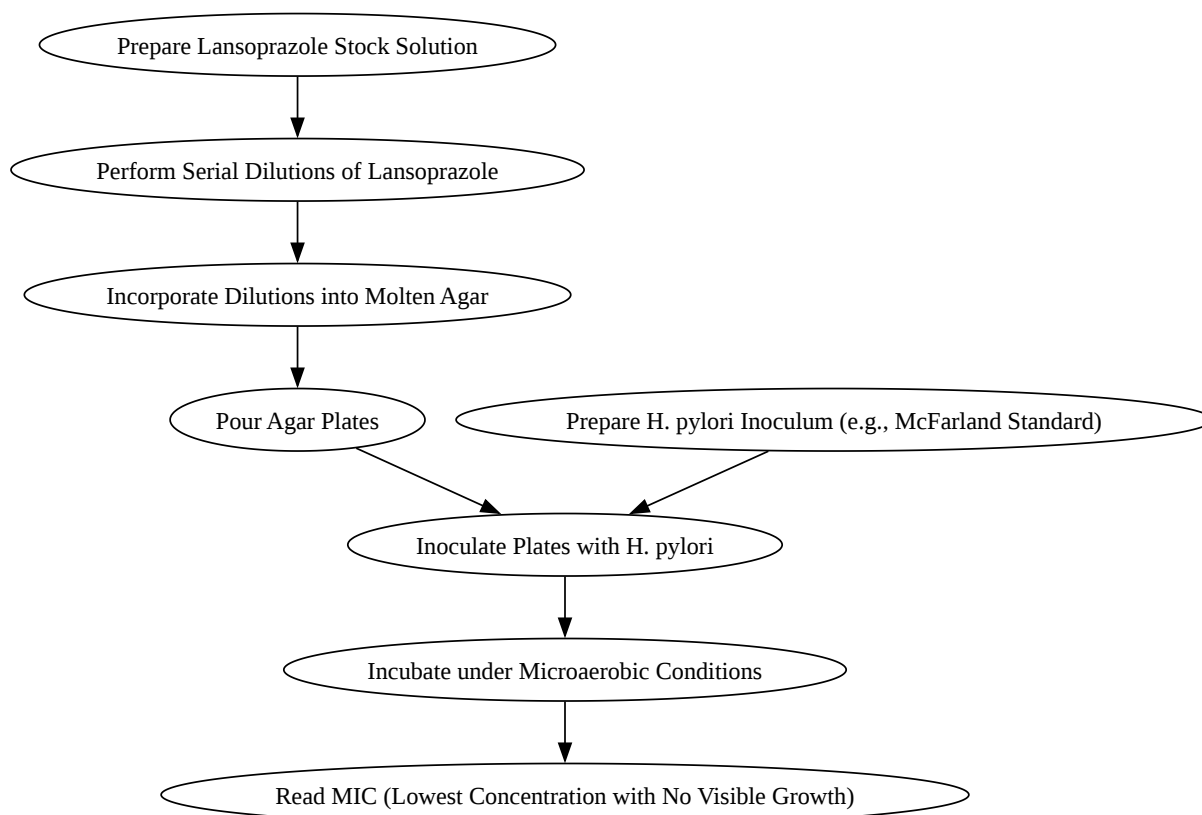 Prepare Lansoprazole Stock Solution
Perform Serial Dilutions of Lansoprazole
Incorporate Dilutions into Molten Agar
Pour Agar Plates
Prepare H. pylori Inoculum (e.g., McFarland Standard)
Inoculate Plates with H. pylori
Incubate under Microaerobic Conditions
Read MIC (Lowest Concentration with No Visible Growth)